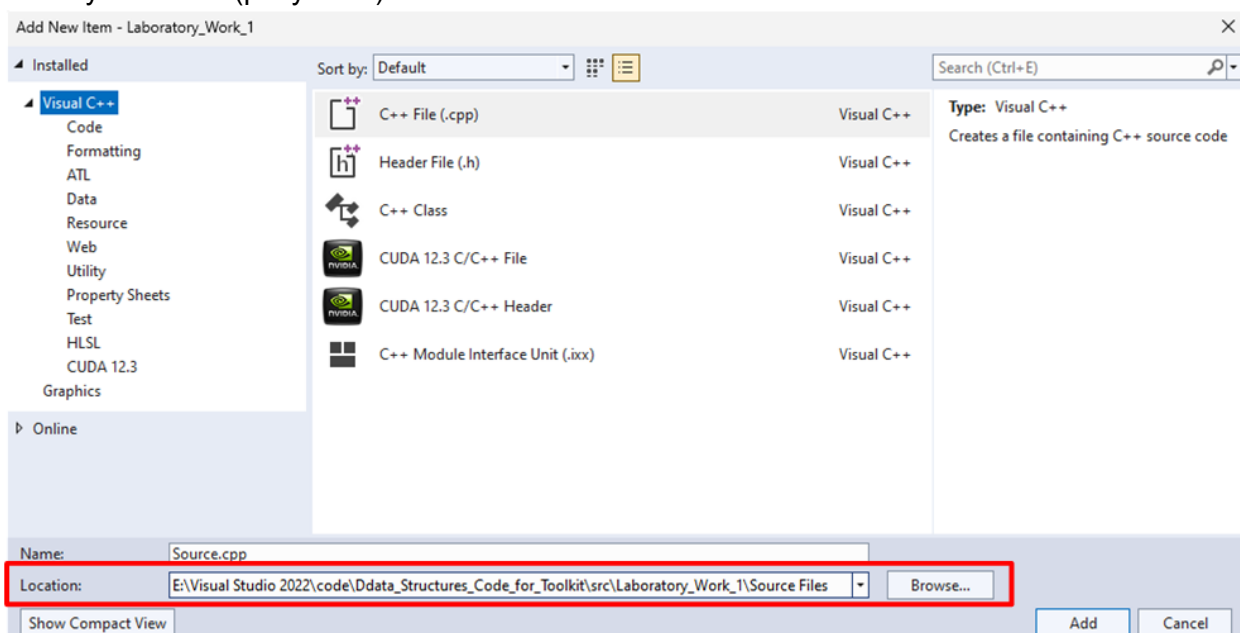 Add New Item - Laboratory_Work_1
Installed
Sort by: Default
Search (Ctrl+E)
Visual C++
Code
Formatting
ATL
Data
Resource
Web
Utility
Property Sheets
Test
HLSL
CUDA 12.3
Graphics
Online
C++ File (.cpp) Visual C++
Header File (.h) Visual C++
C++ Class Visual C++
NVIDIA
CUDA 12.3 C/C++ File Visual C++
NVIDIA
CUDA 12.3 C/C++ Header Visual C++
C++ Module Interface Unit (.ixx) Visual C++
Type: Visual C++
Creates a file containing C++ source code
Name: Source.cpp
Location: E:\Visual Studio 2022\code\Ddata_Structures_Code_for_Toolkit\src\Laboratory_Work_1\Source Files Browse...
Show Compact View Add Cancel